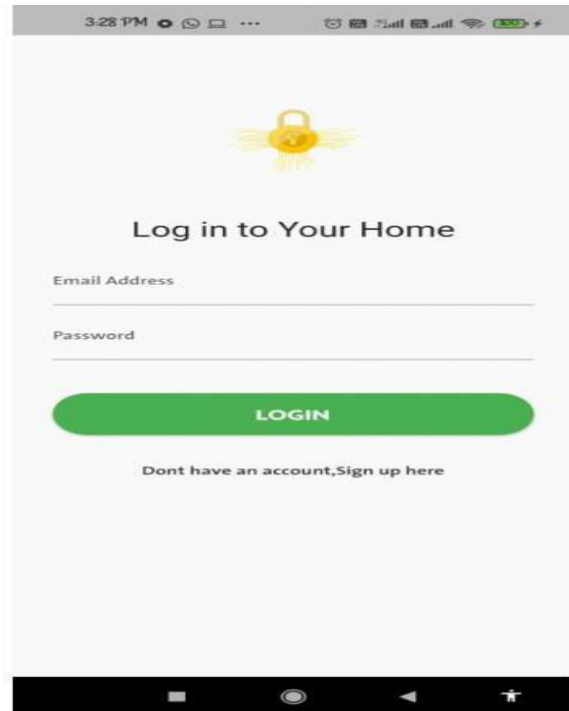 3:28 PM
Log in to Your Home
Email Address
Password
LOGIN
Dont have an account,Sign up here